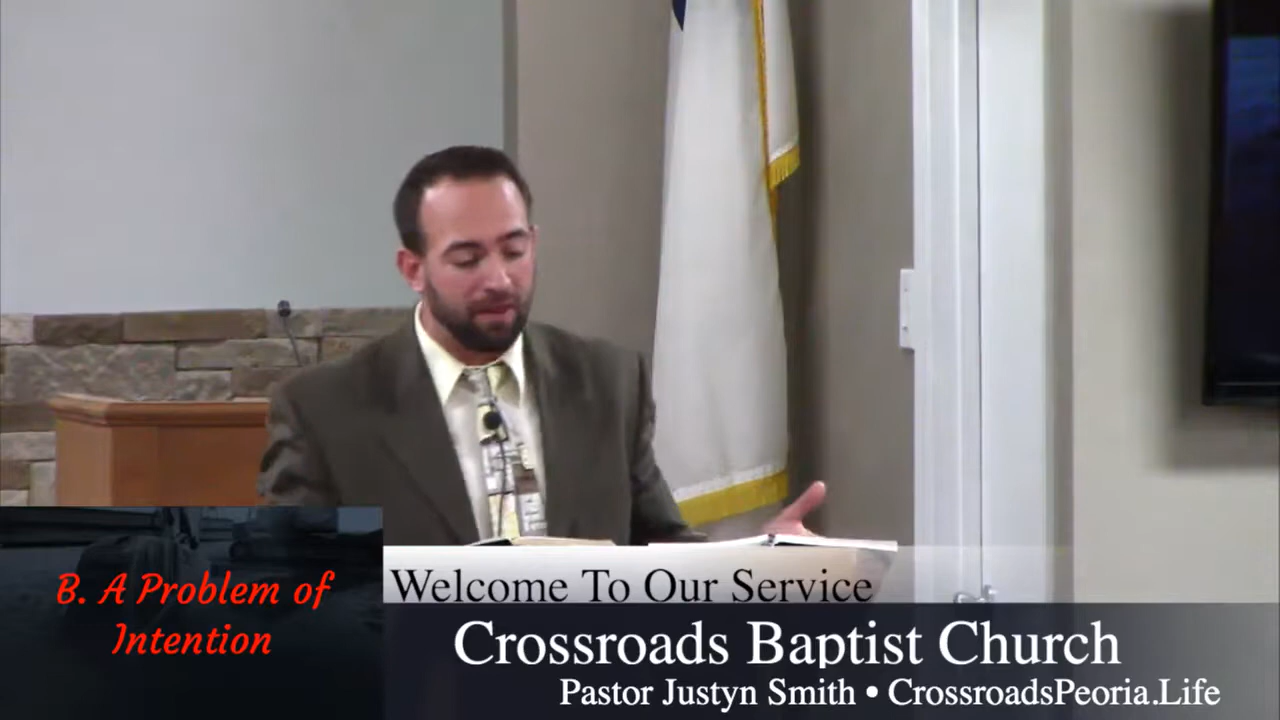 B. A Problem of
Intention
Welcome To Our Service
Crossroads Baptist Church
Pastor Justyn Smith • CrossroadsPeoria.Life